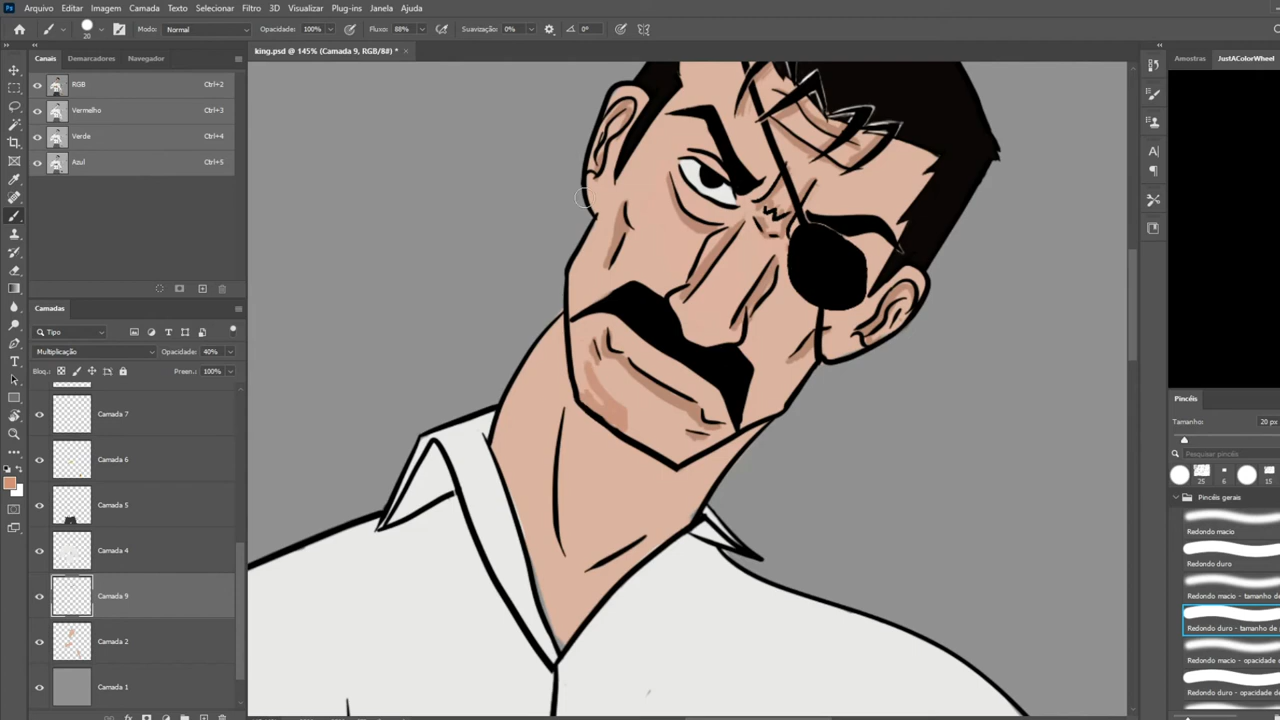 Arquivo Editar Imagem Camada Texto Selecionar Filtro 3D Visualizar Plug-ins Janela Ajuda
20 Modo: Normal Opacidade: 100% Fluxo: 88% Suavização: 0% 0°
king.psd @ 145% (Camada 9, RGB/8#) * ×
Canais Demarcadores Navegador
RGB Ctrl+2
Vermelho Ctrl+3
Verde Ctrl+4
Azul Ctrl+5
Camadas
Tipo
Multiplicação Opacidade: 40%
Bloq.: Preen.: 100%
Camada 7
Camada 6
Camada 5
Camada 4
Camada 9
Camada 2
Camada 1
Amostras JustAColorWheel
Pincéis
Tamanho: 20 px
Pesquisar pincéis
25 6 15
Pincéis gerais
Redondo macio
Redondo duro
Redondo macio - tamanho de
Redondo duro - tamanho de
Redondo macio - opacidade
Redondo duro - opacidade